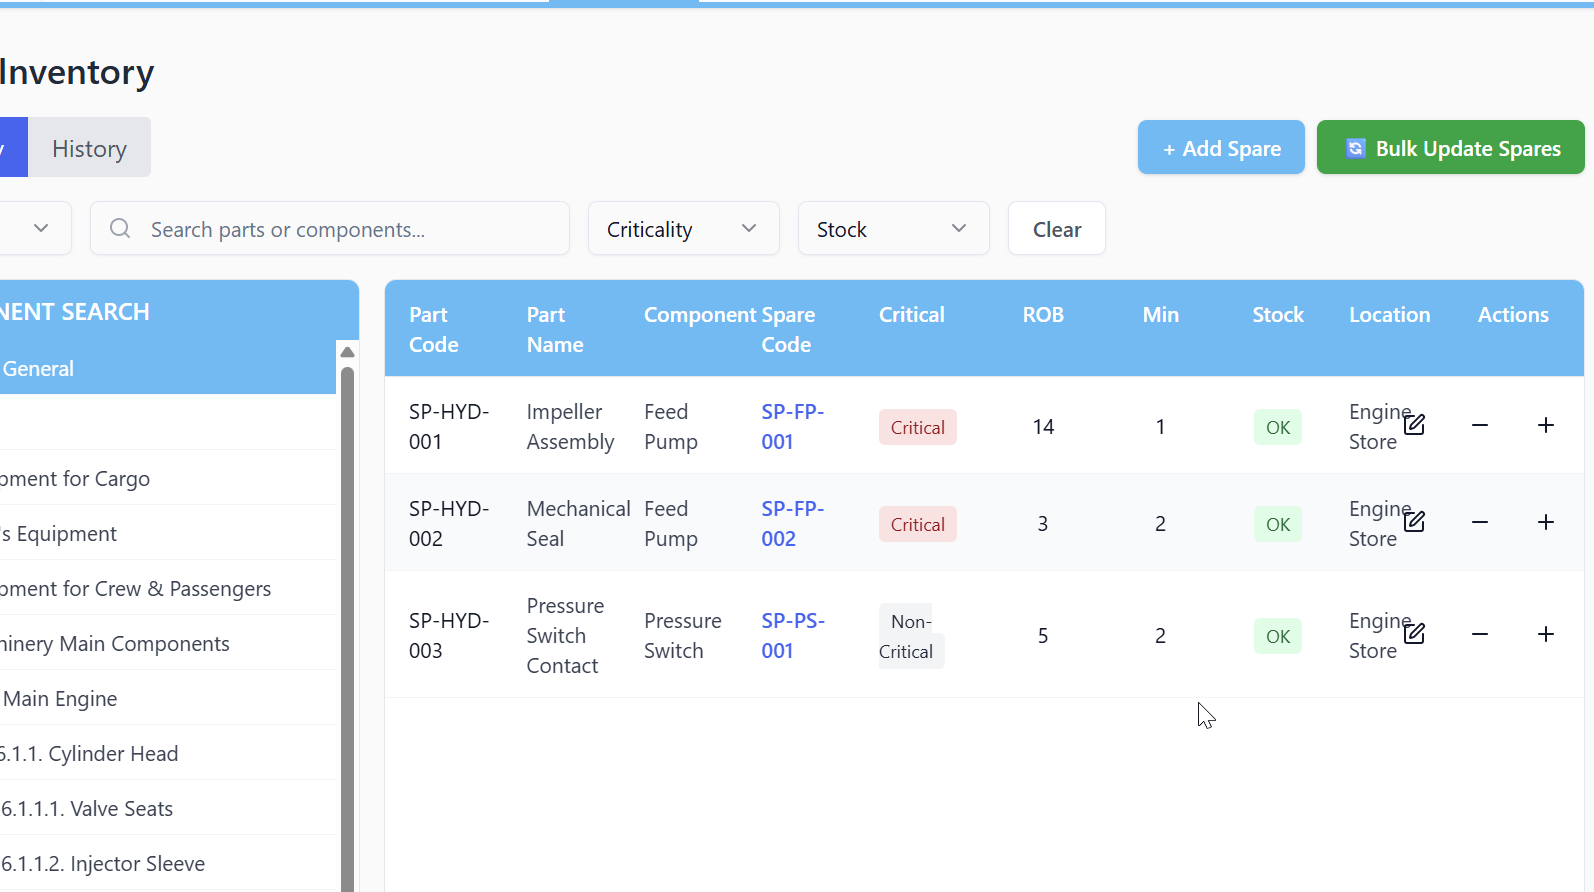 Inventory
History
+ Add Spare
Bulk Update Spares
Search parts or components...
Criticality
Stock
Clear
NENT SEARCH
General
pment for Cargo
's Equipment
pment for Crew & Passengers
hinery Main Components
Main Engine
6.1.1. Cylinder Head
6.1.1.1. Valve Seats
6.1.1.2. Injector Sleeve
Part Code
Part Name
Component
Spare Code
Critical
ROB
Min
Stock
Location
Actions
SP-HYD-
001
Impeller
Assembly
Feed
Pump
SP-FP-
001
Critical
14
1
OK
Engine
Store
SP-HYD-
002
Mechanical
Seal
Feed
Pump
SP-FP-
002
Critical
3
2
OK
Engine
Store
SP-HYD-
003
Pressure
Switch
Contact
Pressure
Switch
SP-PS-
001
Non-
Critical
5
2
OK
Engine
Store